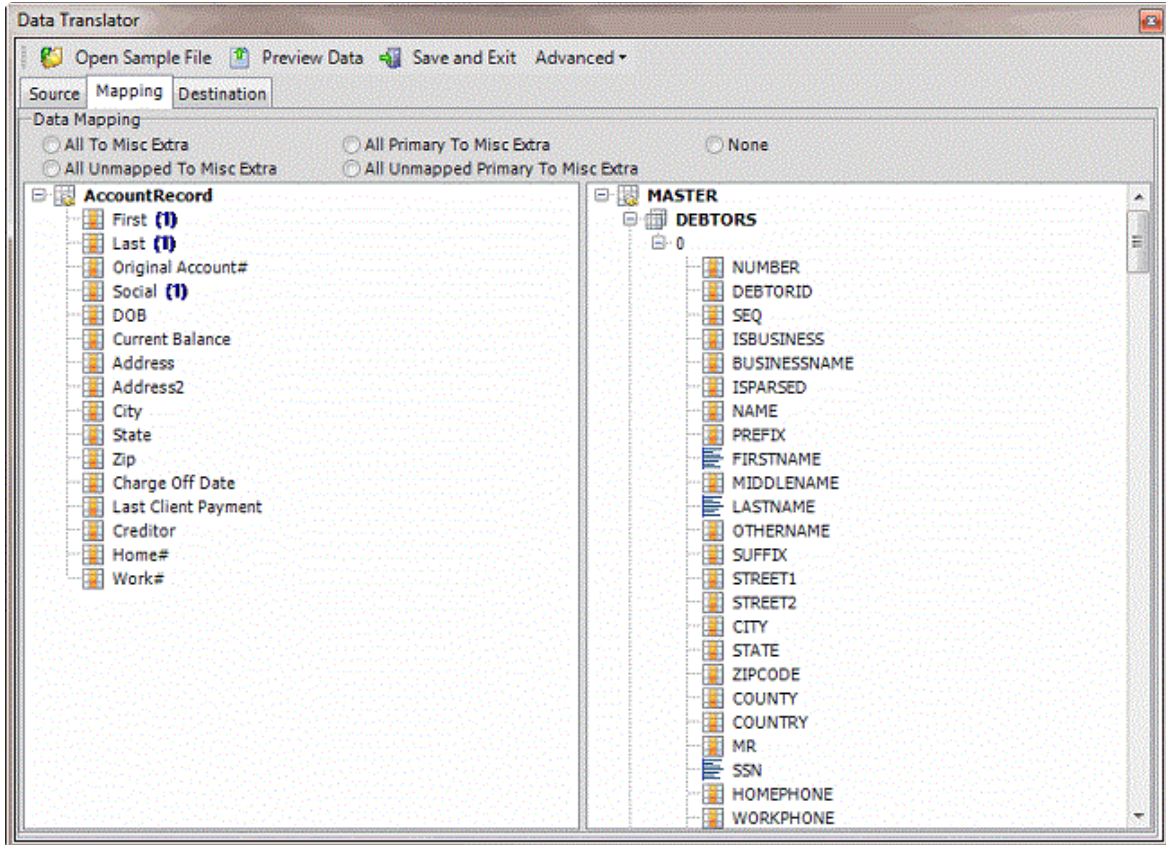 Data Translator
Open Sample File Preview Data Save and Exit Advanced
Source Mapping Destination
Data Mapping
All To Misc Extra All Primary To Misc Extra None
All Unmapped To Misc Extra All Unmapped Primary To Misc Extra
AccountRecord
First (1)
Last (1)
Original Account#
Social (1)
DOB
Current Balance
Address
Address2
City
State
Zip
Charge Off Date
Last Client Payment
Creditor
Home#
Work#
MASTER
DEBTORS
0
NUMBER
DEBTORID
SEQ
ISBUSINESS
BUSINESSNAME
ISPARSED
NAME
PREFIX
FIRSTNAME
MIDDLENAME
LASTNAME
OTHERNAME
SUFFIX
STREET1
STREET2
CITY
STATE
ZIPCODE
COUNTY
COUNTRY
MR
SSN
HOMEPHONE
WORKPHONE